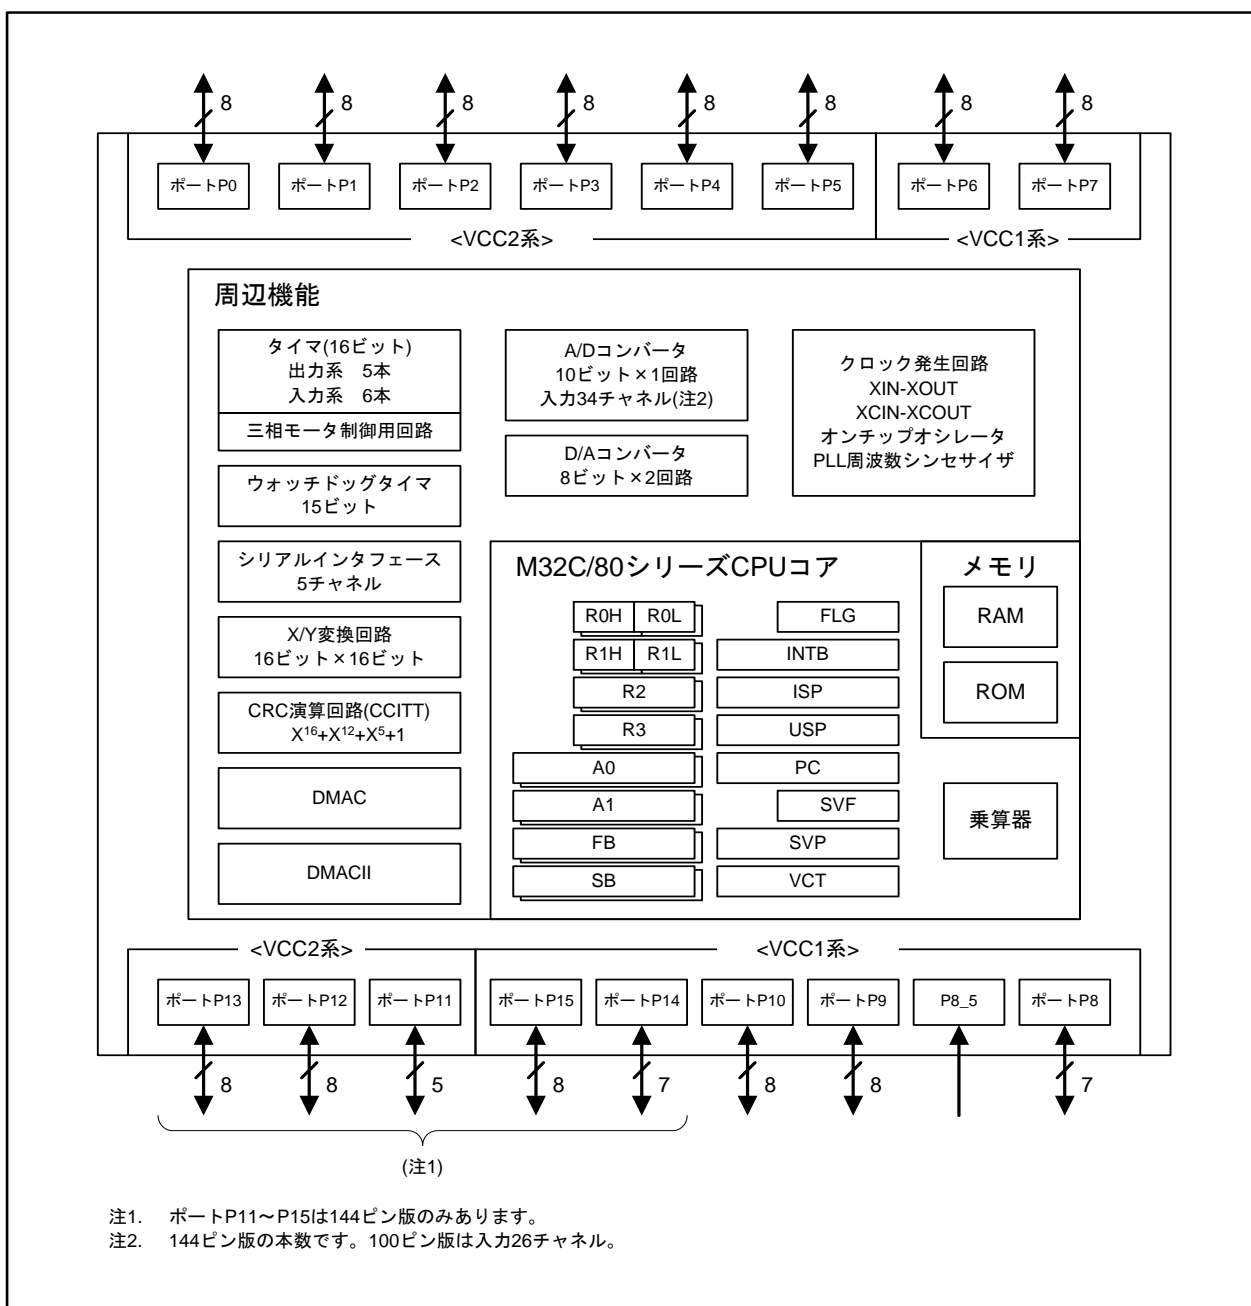 8
8
8
8
8
8
8
8
ポートP0
ポートP1
ポートP2
ポートP3
ポートP4
ポートP5
ポートP6
ポートP7
<VCC2系>
<VCC1系>
周辺機能
タイマ(16ビット)
出力系 5本
入力系 6本
三相モータ制御用回路
ウォッチドッグタイマ
15ビット
シリアルインタフェース
5チャネル
X/Y変換回路
16ビット×16ビット
CRC演算回路(CCITT)
X¹⁶+X¹²+X⁵+1
DMAC
DMACII
A/Dコンバータ
10ビット×1回路
入力34チャネル(注2)
D/Aコンバータ
8ビット×2回路
クロック発生回路
XIN-XOUT
XCIN-XCOUT
オンチップオシレータ
PLL周波数シンセサイザ
M32C/80シリーズCPUコア
R0H
R0L
R1H
R1L
R2
R3
A0
A1
FB
SB
FLG
INTB
ISP
USP
PC
SVF
SVP
VCT
メモリ
RAM
ROM
乗算器
<VCC2系>
<VCC1系>
ポートP13
ポートP12
ポートP11
ポートP15
ポートP14
ポートP10
ポートP9
P8_5
ポートP8
8
8
5
8
7
8
8
7
(注1)
注1. ポートP11～P15は144ピン版のみあります。
注2. 144ピン版の本数です。100ピン版は入力26チャネル。